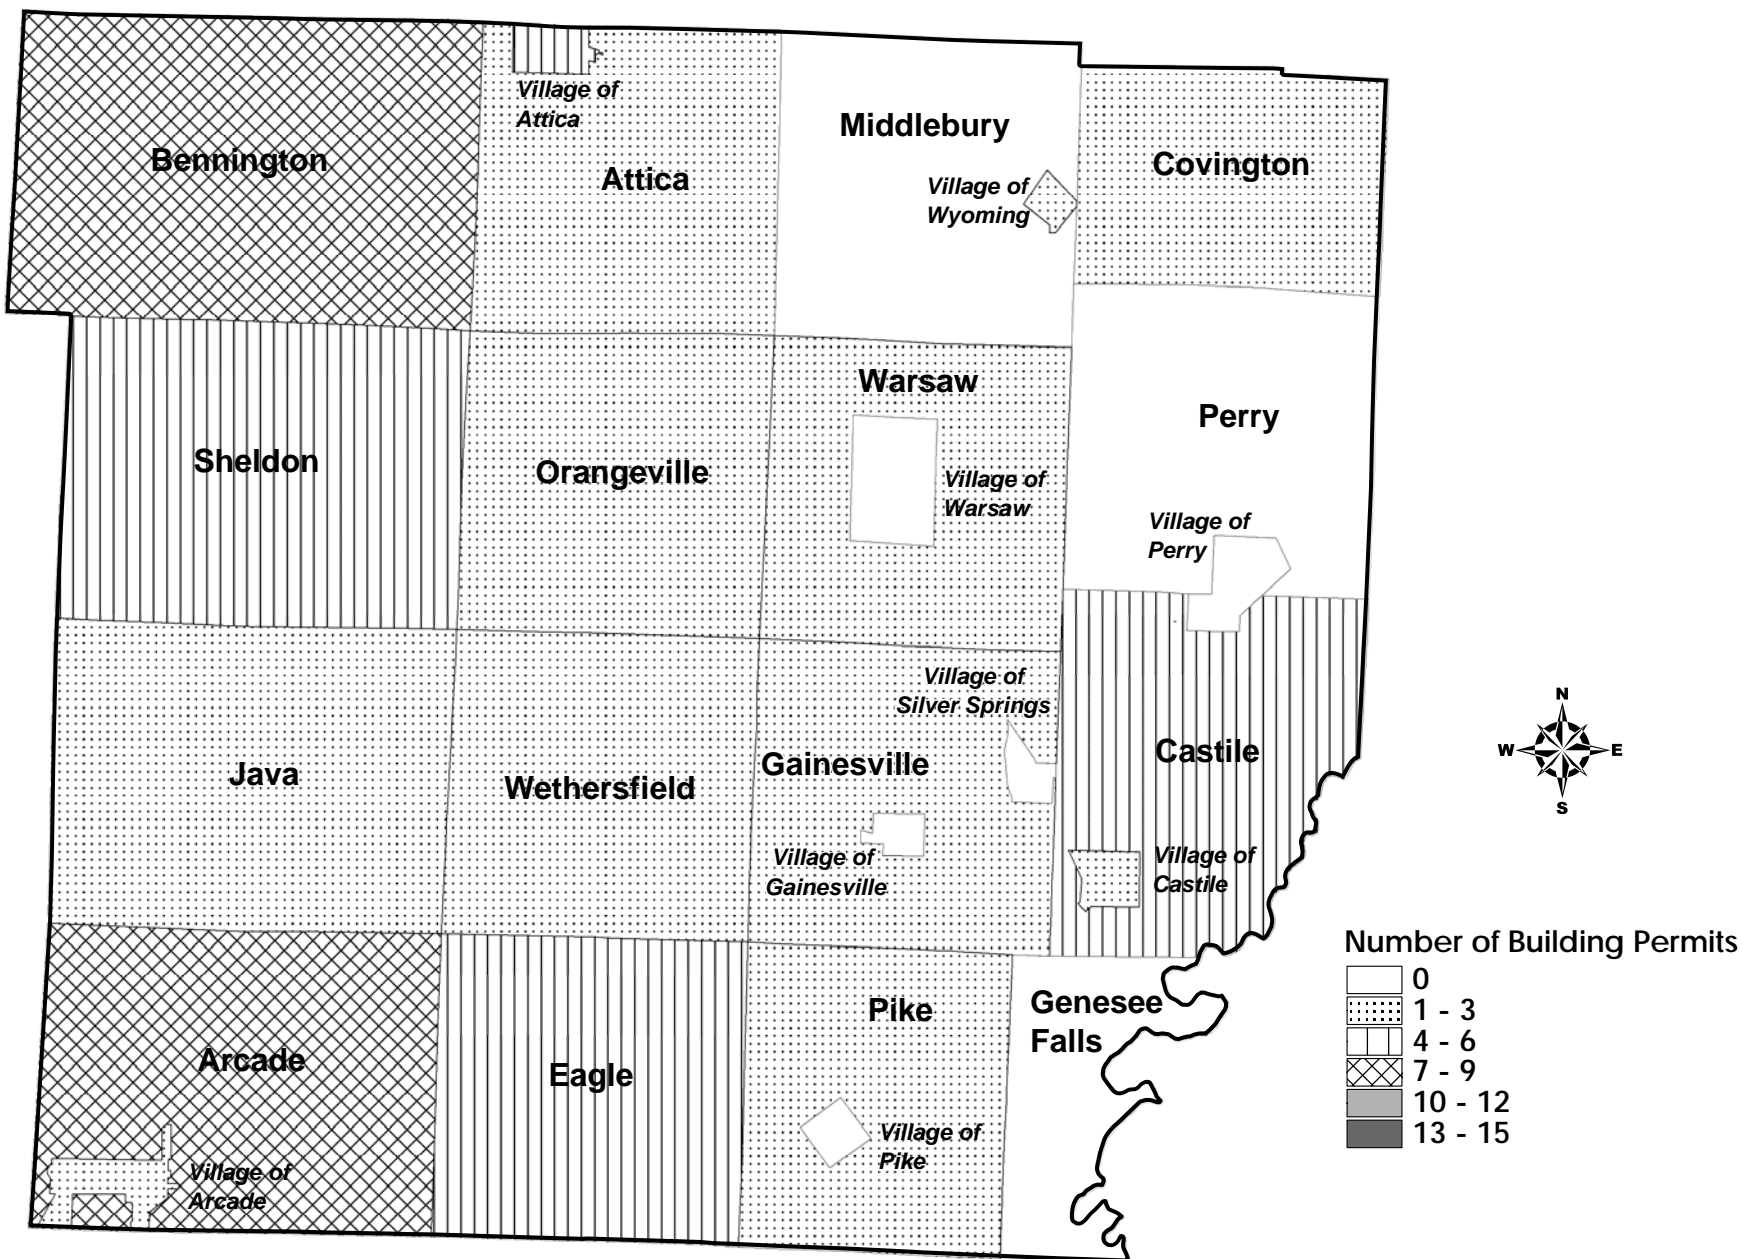 Village of
Attica
Bennington
Attica
Middlebury
Village of
Wyoming
Covington
Sheldon
Orangeville
Warsaw
Village of
Warsaw
Perry
Village of
Perry
Java
Wethersfield
Village of
Silver Springs
Gainesville
Village of
Gainesville
Castile
Village of
Castile
N
W E
S
Arcade
Village of
Arcade
Eagle
Pike
Village of
Pike
Genesee
Falls
Number of Building Permits
0
1 - 3
4 - 6
7 - 9
10 - 12
13 - 15